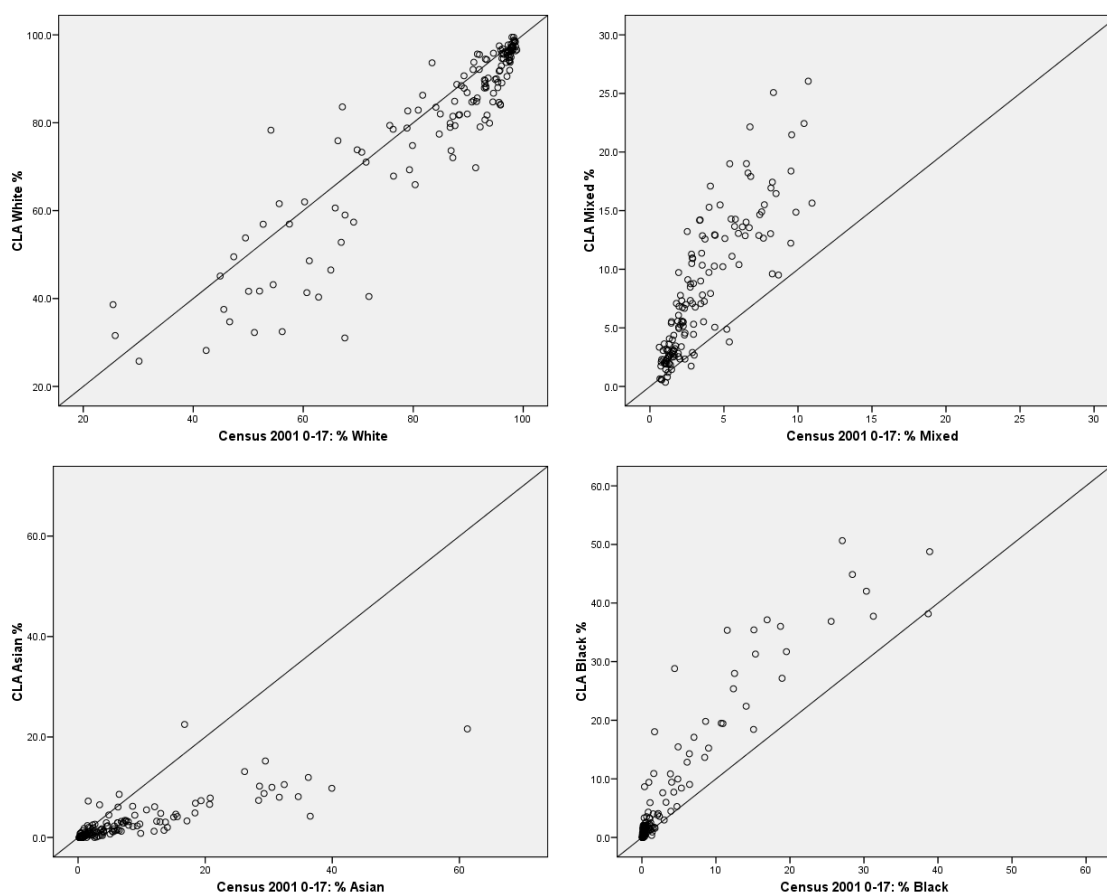 100.0
80.0
60.0
40.0
20.0
CLA White %
20 40 60 80 100
Census 2001 0-17: % White
30.0
25.0
20.0
15.0
10.0
5.0
0.0
CLA Mixed %
0 5 10 15 20 25 30
Census 2001 0-17: % Mixed
60.0
40.0
20.0
0.0
CLA Asian %
0 20 40 60
Census 2001 0-17: % Asian
60.0
50.0
40.0
30.0
20.0
10.0
0.0
CLA Black %
0 10 20 30 40 50 60
Census 2001 0-17: % Black